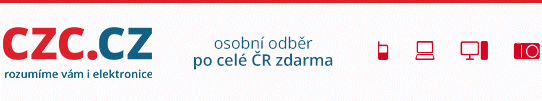 CZC.CZ
rozumíme vám i elektronice
osobní odběr
po celé ČR zdarma